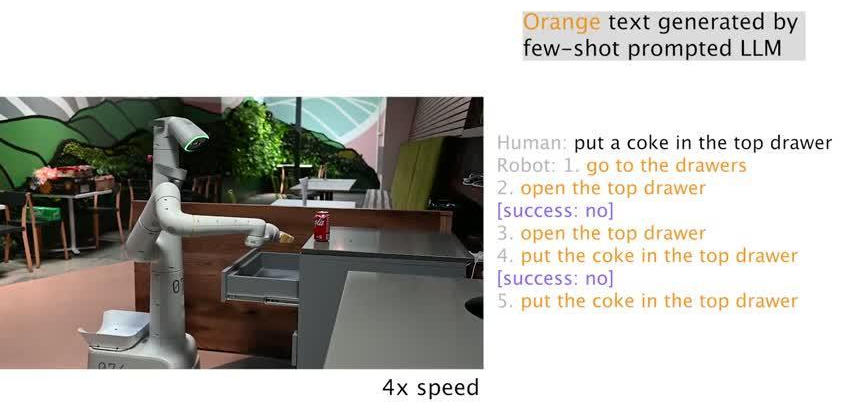 Orange text generated by
few-shot prompted LLM
Human: put a coke in the top drawer
Robot: 1. go to the drawers
2. open the top drawer
[success: no]
3. open the top drawer
4. put the coke in the top drawer
[success: no]
5. put the coke in the top drawer
4x speed